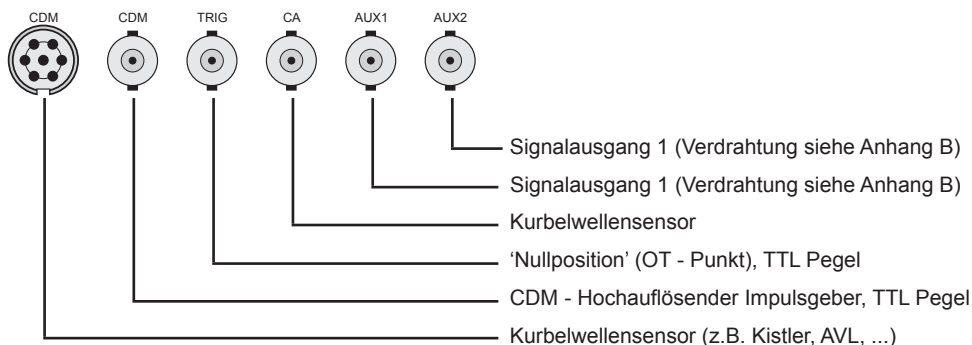 CDM CDM TRIG CA AUX1 AUX2
Signalausgang 1 (Verdrahtung siehe Anhang B)
Signalausgang 1 (Verdrahtung siehe Anhang B)
Kurbelwellensensor
‘Nullposition’ (OT - Punkt), TTL Pegel
CDM - Hochauflösender Impulsgeber, TTL Pegel
Kurbelwellensensor (z.B. Kistler, AVL, ...)